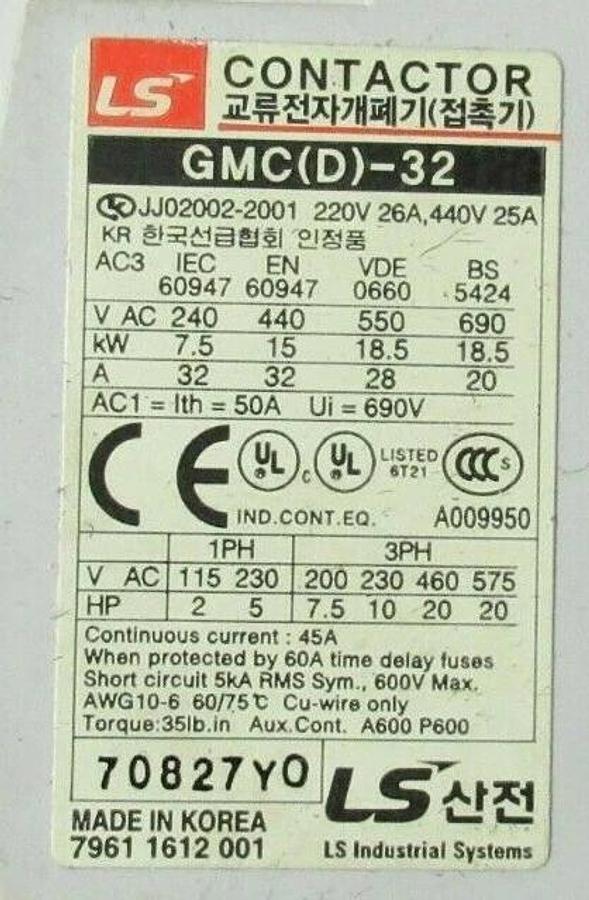 LS CONTACTOR
교류전자개폐기(접촉기)
GMC(D)-32
JJ02002-2001 220V 26A,440V 25A
KR 한국선급협회 인정품
AC3 IEC EN VDE BS
60947 60947 0660 5424
V AC 240 440 550 690
kW 7.5 15 18.5 18.5
A 32 32 28 20
AC1 = Ith = 50A Ui = 690V
CE UL c UL LISTED 6T21 CCC S
IND.CONT.EQ. A009950
1PH 3PH
V AC 115 230 200 230 460 575
HP 2 5 7.5 10 20 20
Continuous current : 45A
When protected by 60A time delay fuses
Short circuit 5kA RMS Sym., 600V Max.
AWG10-6 60/75℃ Cu-wire only
Torque:35lb.in Aux.Cont. A600 P600
70827YO
LS산전
MADE IN KOREA
7961 1612 001 LS Industrial Systems